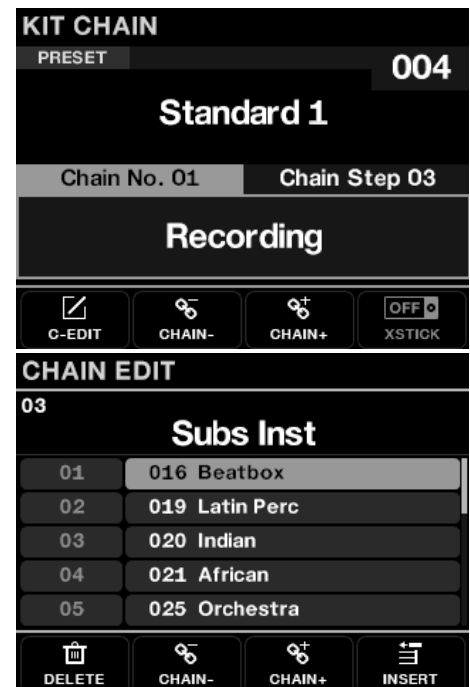 KIT CHAIN
PRESET
004
Standard 1
Chain No. 01 Chain Step 03
Recording
C-EDIT CHAIN- CHAIN+ OFF XSTICK
CHAIN EDIT
03
Subs Inst
01 016 Beatbox
02 019 Latin Perc
03 020 Indian
04 021 African
05 025 Orchestra
DELETE CHAIN- CHAIN+ INSERT